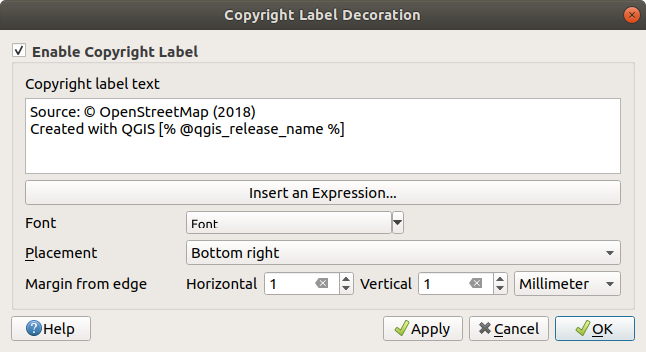 Copyright Label Decoration
Enable Copyright Label
Copyright label text
Source: © OpenStreetMap (2018)
Created with QGIS [% @qgis_release_name %]
Insert an Expression...
Font Font
Placement Bottom right
Margin from edge Horizontal 1 Vertical 1 Millimeter
Help Apply Cancel OK